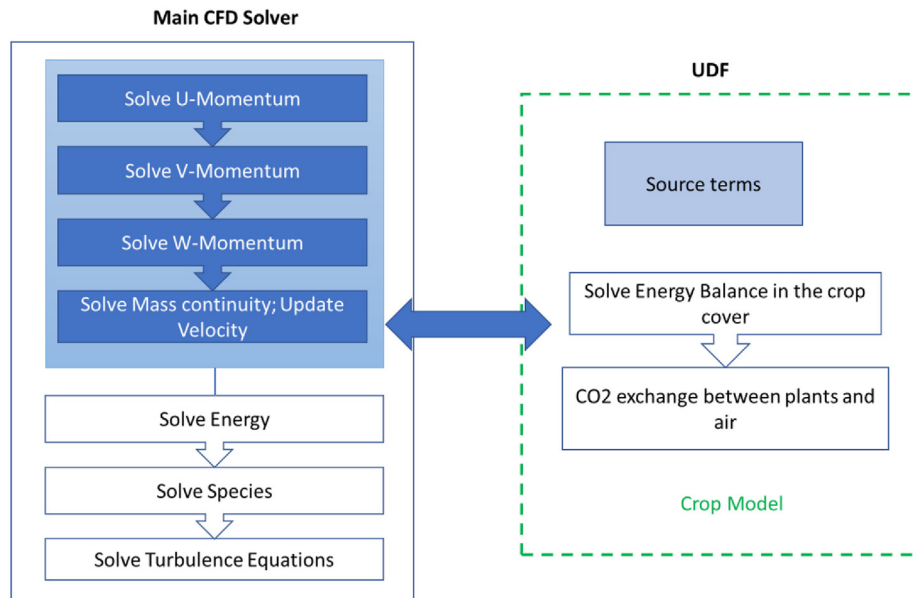 Main CFD Solver
Solve U-Momentum
Solve V-Momentum
Solve W-Momentum
Solve Mass continuity; Update
Velocity
Solve Energy
Solve Species
Solve Turbulence Equations
UDF
Source terms
Solve Energy Balance in the crop
cover
CO2 exchange between plants and
air
Crop Model